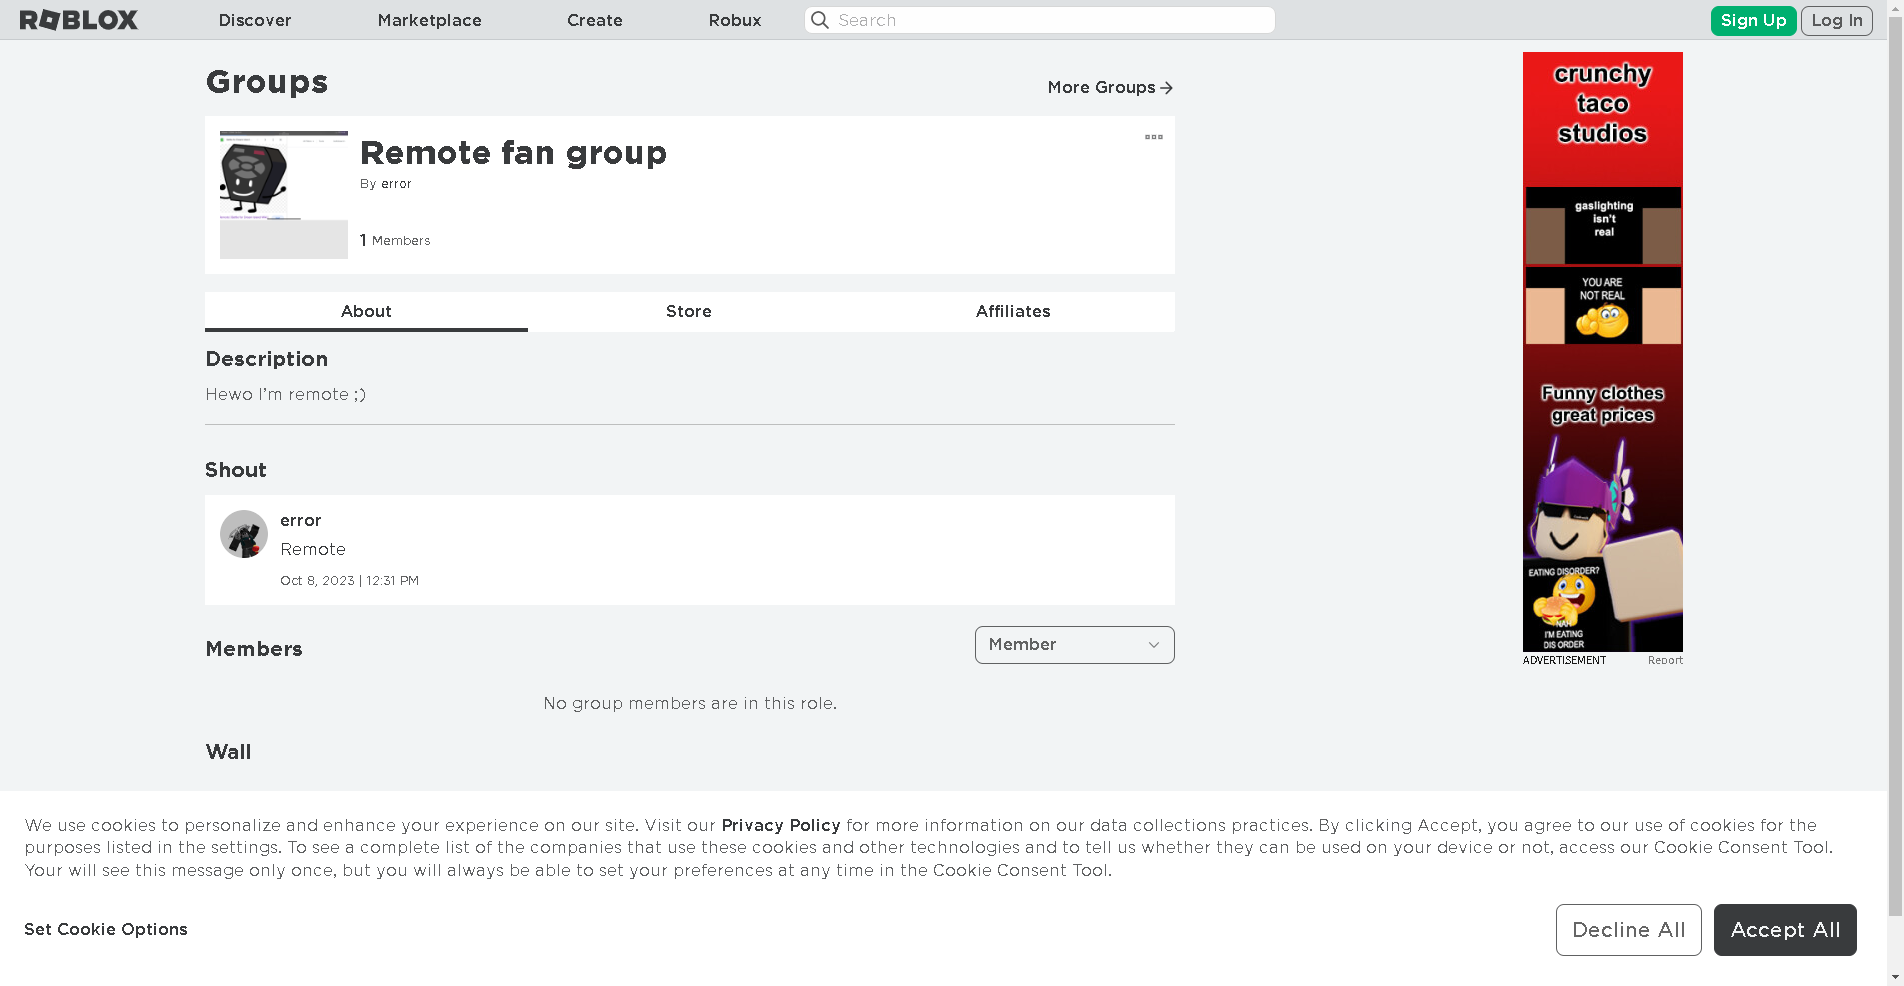 ROBLOX
Discover
Marketplace
Create
Robux
Search
Sign Up
Log In
Groups
More Groups
Remote fan group
By error
1 Members
About
Store
Affiliates
Description
Hewo I'm remote ;)
Shout
error
Remote
Oct 8, 2023 | 12:31 PM
Members
Member
No group members are in this role.
Wall
crunchy
taco
studios
gaslighting
isn't
real
YOU ARE
NOT REAL
Funny clothes
great prices
EATING DISORDER?
NAH
I'M EATING
DIS ORDER
ADVERTISEMENT
Report
We use cookies to personalize and enhance your experience on our site. Visit our Privacy Policy for more information on our data collections practices. By clicking Accept, you agree to our use of cookies for the
purposes listed in the settings. To see a complete list of the companies that use these cookies and other technologies and to tell us whether they can be used on your device or not, access our Cookie Consent Tool.
Your will see this message only once, but you will always be able to set your preferences at any time in the Cookie Consent Tool.
Set Cookie Options
Decline All
Accept All